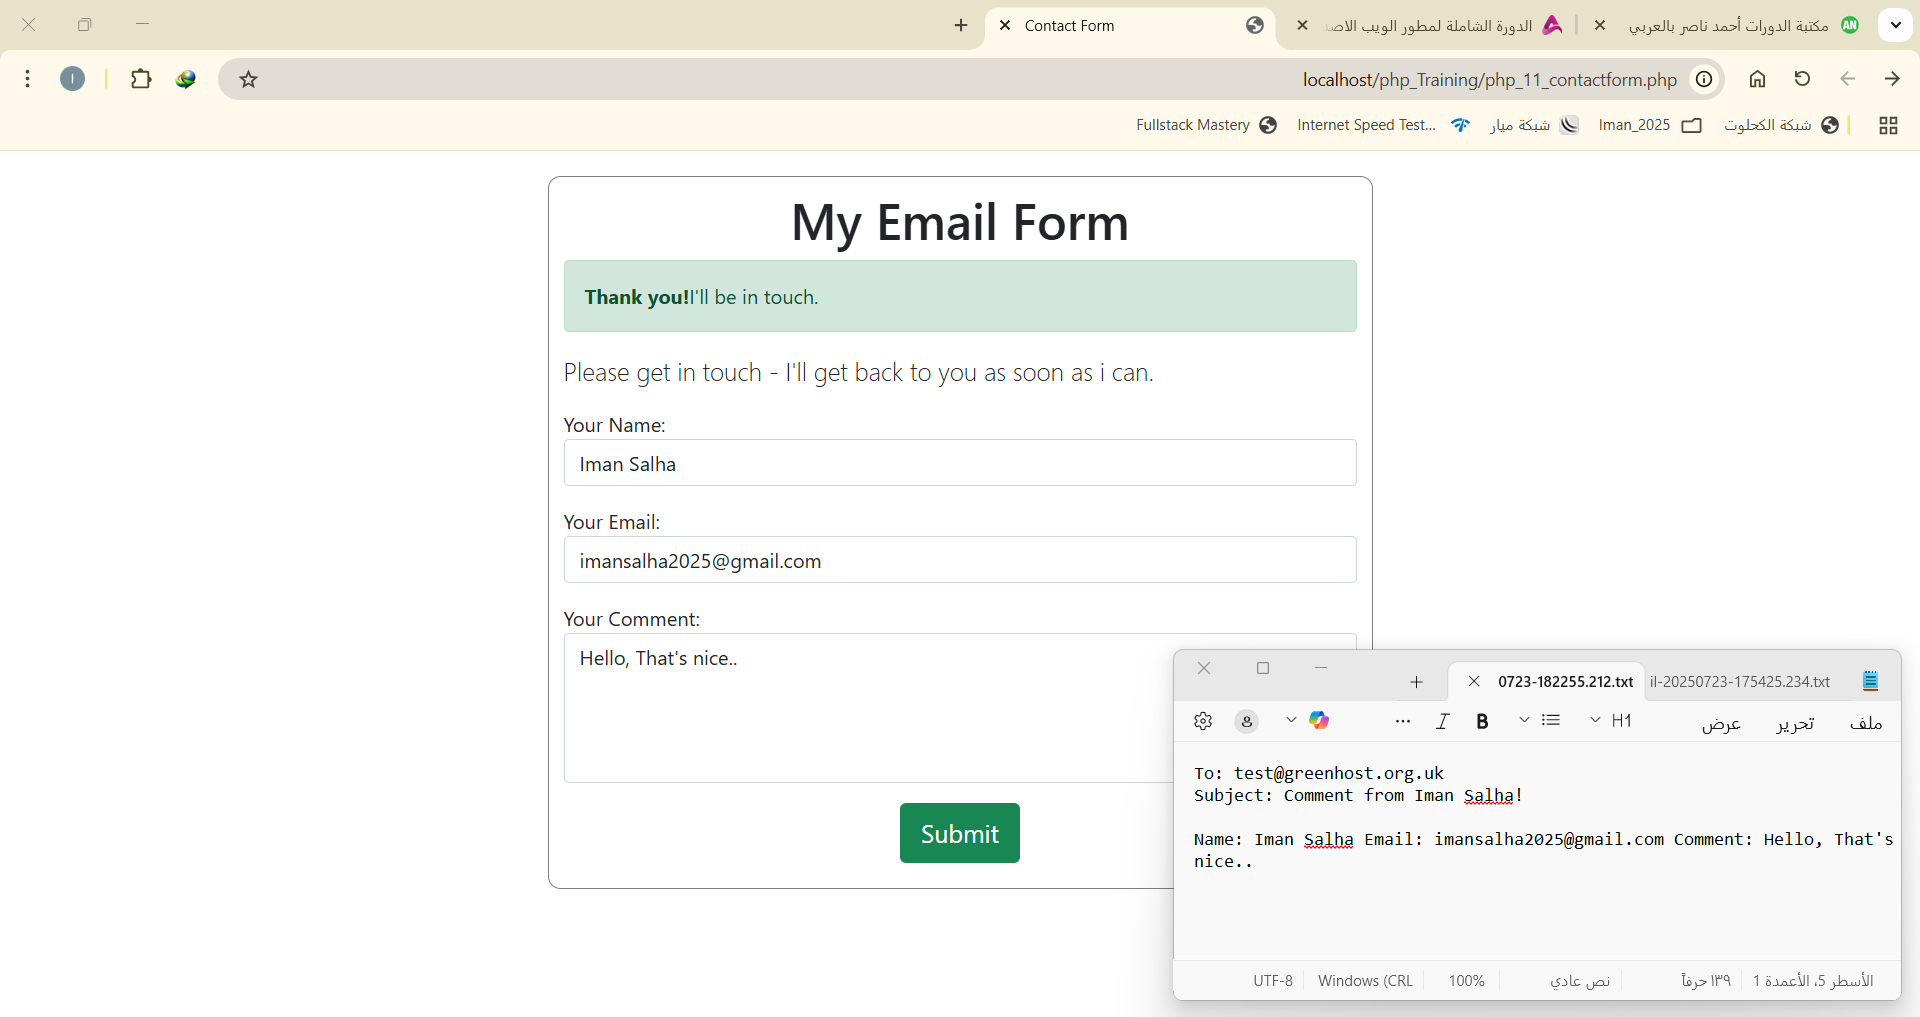 Contact Form
الدورة الشاملة لمطور الويب الاصد
مكتبة الدورات أحمد ناصر بالعربي
AN
I
localhost/php_Training/php_11_contactform.php
Fullstack Mastery
Internet Speed Test...
شبكة ميار
Iman_2025
شبكة الكحلوت
My Email Form
Thank you!I'll be in touch.
Please get in touch - I'll get back to you as soon as i can.
Your Name:
Iman Salha
Your Email:
imansalha2025@gmail.com
Your Comment:
Hello, That's nice..
Submit
0723-182255.212.txt
il-20250723-175425.234.txt
ملف
تحرير
عرض
H1
B
I
To: test@greenhost.org.uk
Subject: Comment from Iman Salha!
Name: Iman Salha Email: imansalha2025@gmail.com Comment: Hello, That's
nice..
الأسطر 5، الأعمدة 1
١٣٩ حرفاً
نص عادي
100%
Windows (CRL
UTF-8